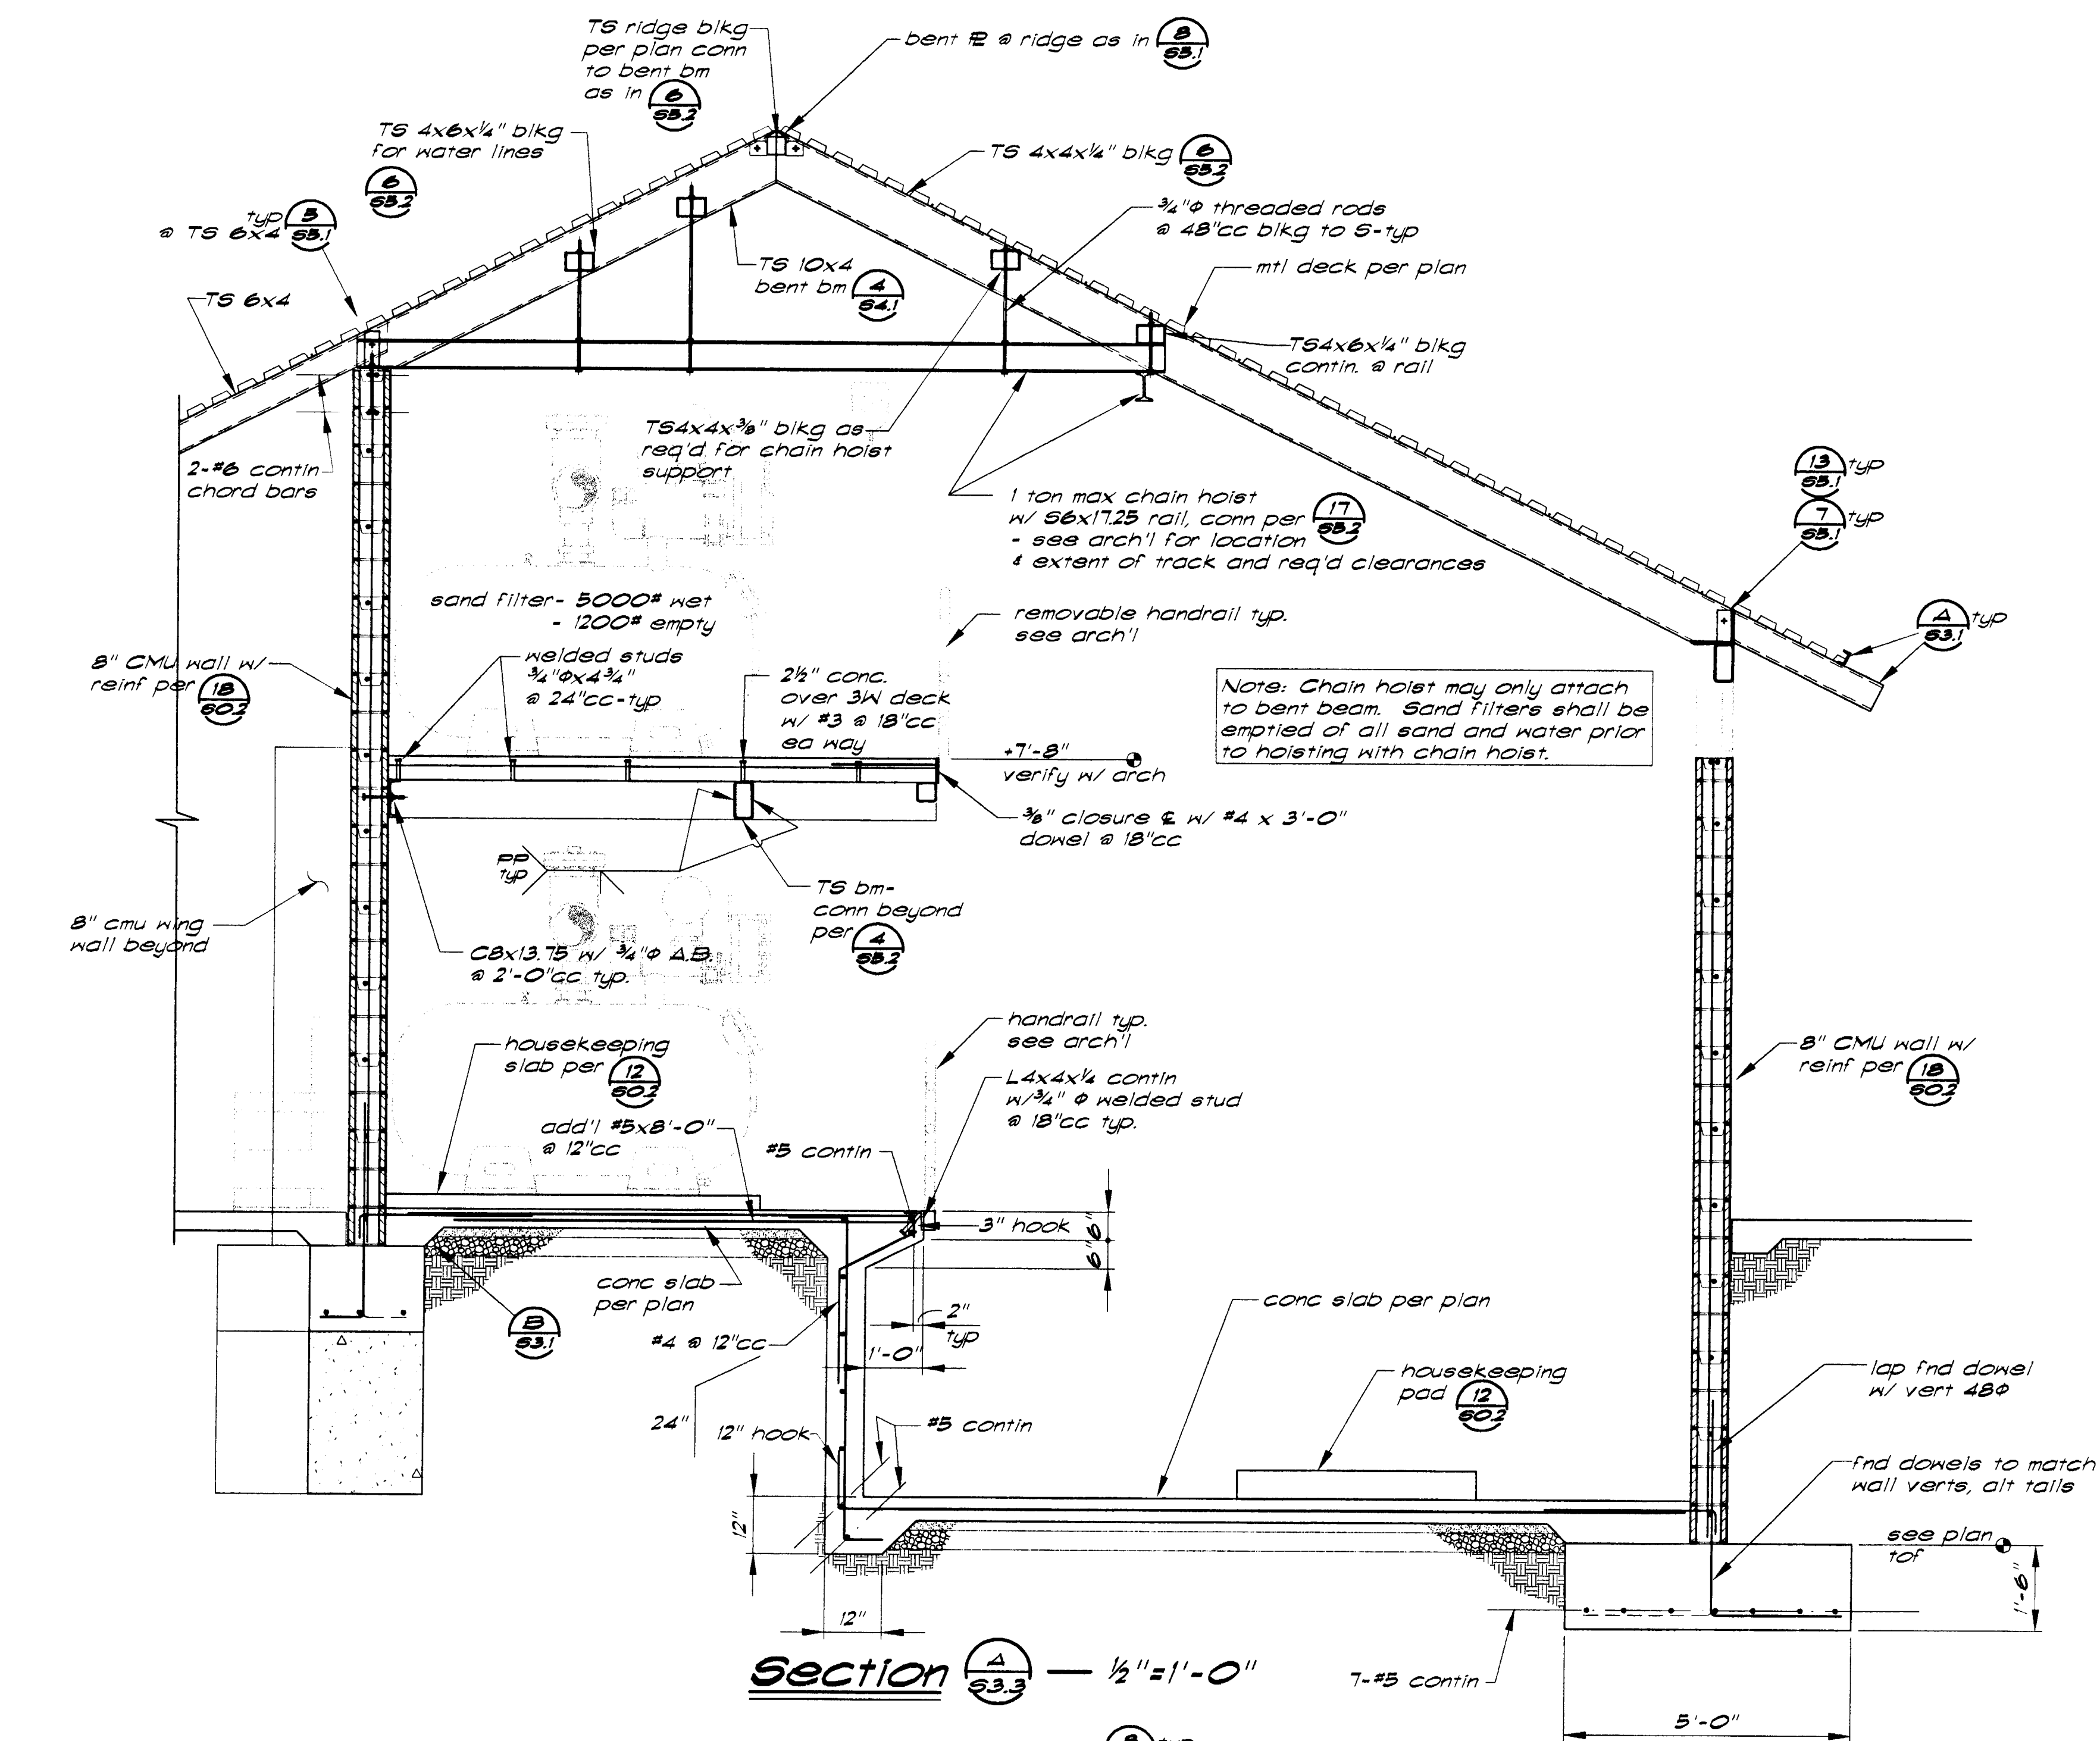 TS ridge blkg
per plan conn
to bent bm
as in 6
S5.2
bent ℄ @ ridge as in 8
S5.1
TS 4x6x¼" blkg
for water lines
6
S5.2
TS 4x4x¼" blkg 6
S5.2
typ 5
@ TS 6x4 S5.1
¾"Φ threaded rods
@ 48"cc blkg to S-typ
TS 6x4
TS 10x4
bent bm 4
S4.1
mtl deck per plan
TS4x6x¼" blkg
contin. @ rail
2-#6 contin
chord bars
TS4x4x⅜" blkg as
req'd for chain hoist
support
1 ton max chain hoist
w/ S6x17.25 rail, conn per 17
S5.2
- see arch'l for location
& extent of track and req'd clearances
13 typ
S5.1
7 typ
S5.1
A typ
S3.1
sand filter- 5000# wet
- 1200# empty
removable handrail typ.
see arch'l
8" CMU wall w/
reinf per 18
S0.2
welded studs
¾"Φx4¾"
@ 24"cc-typ
2½" conc.
over 3W deck
w/ #3 @ 18"cc
ea way
Note: Chain hoist may only attach
to bent beam. Sand filters shall be
emptied of all sand and water prior
to hoisting with chain hoist.
+7'-8"
verify w/ arch
⅜" closure ℄ w/ #4 x 3'-0"
dowel @ 18"cc
PP
typ
TS bm-
conn beyond
per 4
S5.2
8" cmu wing
wall beyond
C8x13.75 w/ ¾"Φ A.B.
@ 2'-0"cc typ.
handrail typ.
see arch'l
housekeeping
slab per 12
S0.2
L4x4x¼ contin
w/¾" Φ welded stud
@ 18"cc typ.
8" CMU wall w/
reinf per 18
S0.2
add'l #5x8'-0"
@ 12"cc
#5 contin
3" hook
6"
6"
conc slab
per plan
B
S3.1
#4 @ 12"cc
2"
typ
1'-0"
conc slab per plan
24"
12" hook
#5 contin
housekeeping
pad 12
S0.2
lap fnd dowel
w/ vert 48Φ
fnd dowels to match
wall verts, alt tails
12"
12"
see plan
tof
1'-6"
Section A
S3.3
½"=1'-0"
7-#5 contin
5'-0"
8 typ